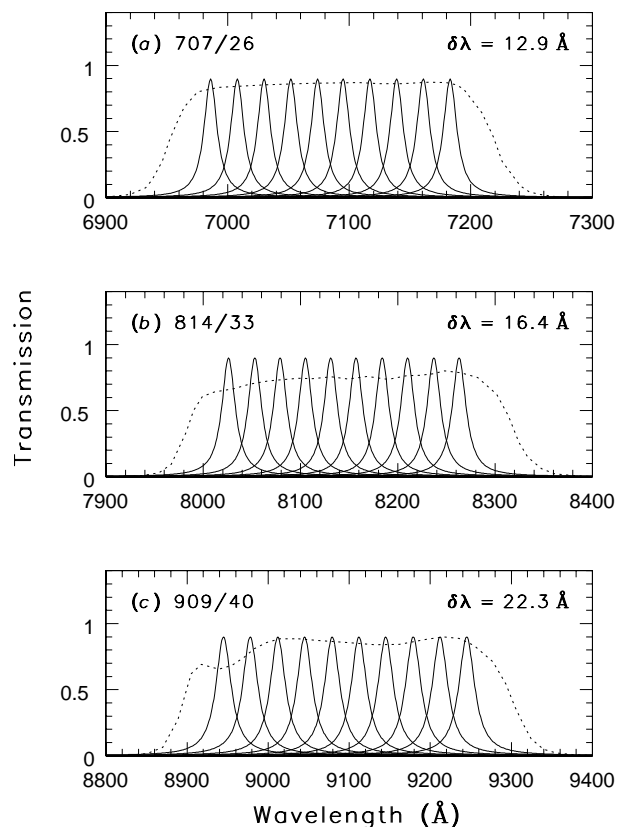 (a) 707/26 δλ = 12.9 Å
1
0.5
0
6900 7000 7100 7200 7300
(b) 814/33 δλ = 16.4 Å
1
0.5
0
7900 8000 8100 8200 8300 8400
Transmission
(c) 909/40 δλ = 22.3 Å
1
0.5
0
8800 8900 9000 9100 9200 9300 9400
Wavelength (Å)